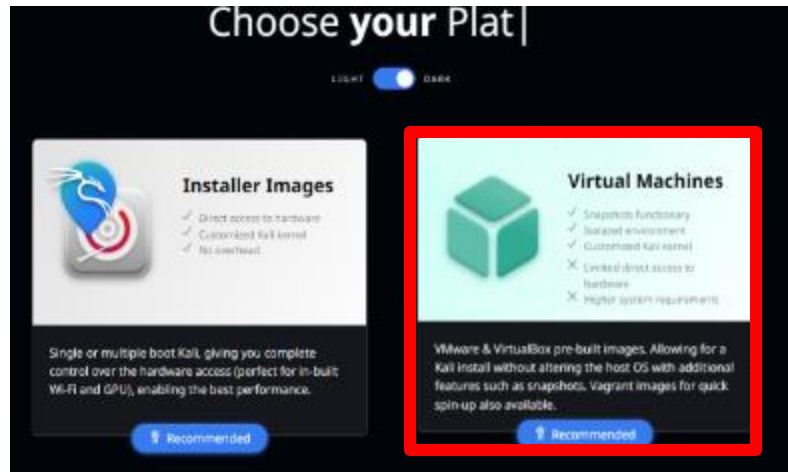 Choose your Plat
LIGHT DARK
Installer Images
Direct access to hardware
Customized Kali kernel
No overhead
Single or multiple boot Kali, giving you complete
control over the hardware access (perfect for in-built
Wi-Fi and GPU), enabling the best performance.
Recommended
Virtual Machines
Snapshots functionary
Isolated environment
Customized Kali kernel
Limited direct access to
hardware
Higher system requirements
VMware & VirtualBox pre-built images. Allowing for a
Kali install without altering the host OS with additional
features such as snapshots. Vagrant images for quick
spin-up also available.
Recommended